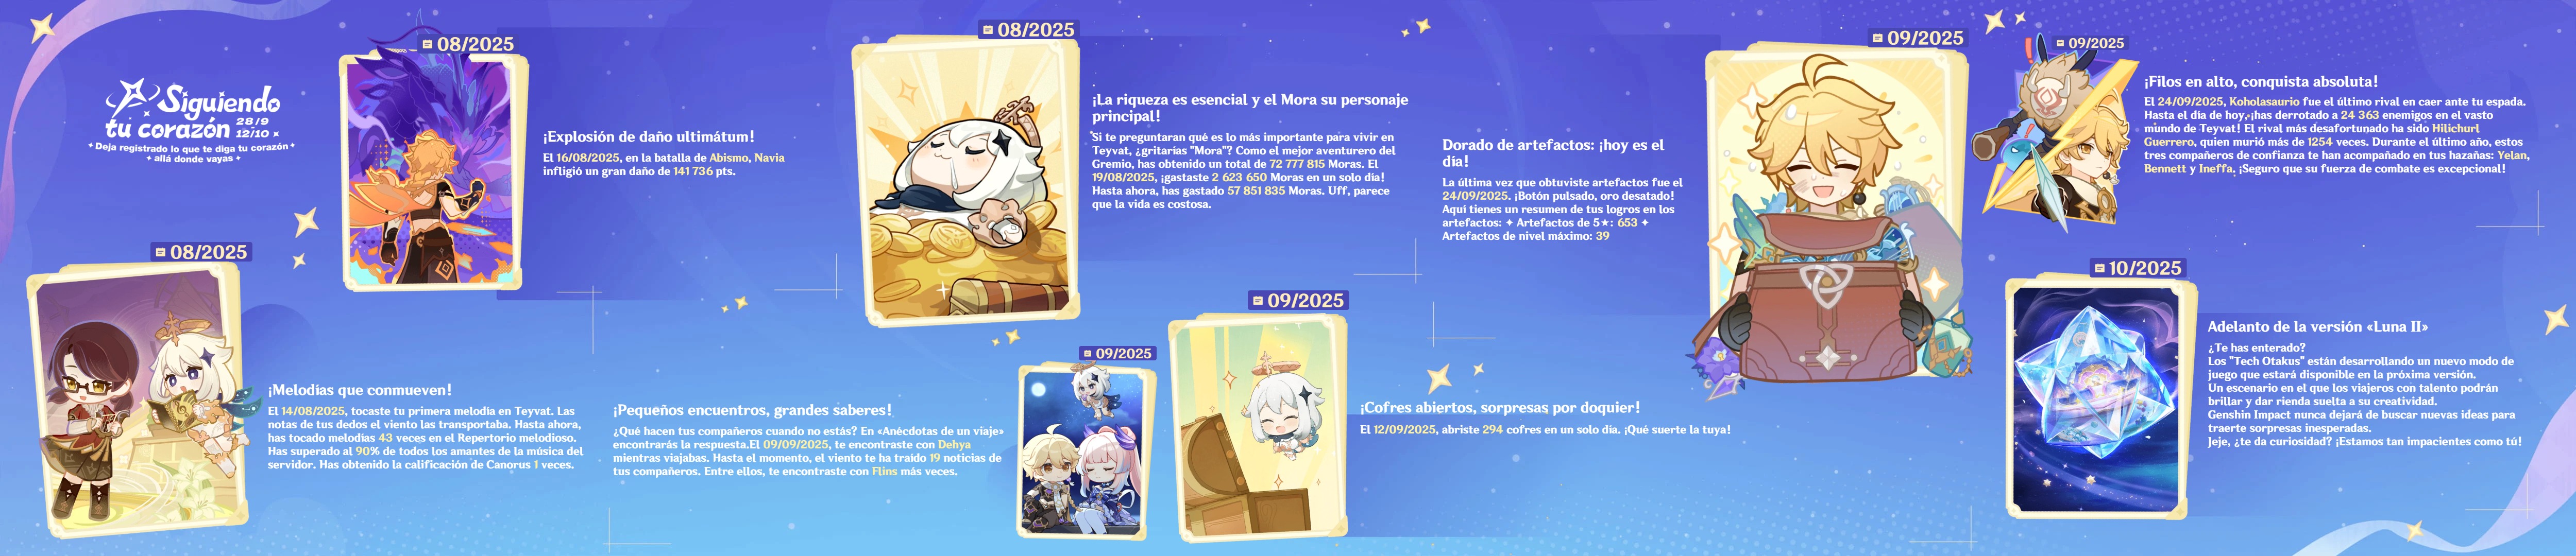 Siguiendo
tu corazón 28/9
12/10
Deja registrado lo que te diga tu corazón
allá donde vayas
08/2025
¡Melodías que conmueven!
El 14/08/2025, tocaste tu primera melodía en Teyvat. Las
notas de tus dedos el viento las transportaba. Hasta ahora,
has tocado melodías 43 veces en el Repertorio melodioso.
Has superado al 90% de todos los amantes de la música del
servidor. Has obtenido la calificación de Canorus 1 veces.
08/2025
¡Explosión de daño ultimátum!
El 16/08/2025, en la batalla de Abismo, Navia
infligió un gran daño de 141 736 pts.
08/2025
¡La riqueza es esencial y el Mora su personaje
principal!
Si te preguntaran qué es lo más importante para vivir en
Teyvat, ¿gritarías "Mora"? Como el mejor aventurero del
Gremio, has obtenido un total de 72 777 815 Moras. El
19/08/2025, ¡gastaste 2 623 650 Moras en un solo día!
Hasta ahora, has gastado 57 851 835 Moras. Uff, parece
que la vida es costosa.
09/2025
¡Pequeños encuentros, grandes saberes!
¿Qué hacen tus compañeros cuando no estás? En «Anécdotas de un viaje»
encontrarás la respuesta.El 09/09/2025, te encontraste con Dehya
mientras viajabas. Hasta el momento, el viento te ha traído 19 noticias de
tus compañeros. Entre ellos, te encontraste con Flins más veces.
09/2025
¡Cofres abiertos, sorpresas por doquier!
El 12/09/2025, abriste 294 cofres en un solo día. ¡Qué suerte la tuya!
09/2025
Dorado de artefactos: ¡hoy es el
día!
La última vez que obtuviste artefactos fue el
24/09/2025. ¡Botón pulsado, oro desatado!
Aquí tienes un resumen de tus logros en los
artefactos: ✦ Artefactos de 5★: 653 ✦
Artefactos de nivel máximo: 39
09/2025
¡Filos en alto, conquista absoluta!
El 24/09/2025, Koholasaurio fue el último rival en caer ante tu espada.
Hasta el día de hoy, ¡has derrotado a 24 363 enemigos en el vasto
mundo de Teyvat! El rival más desafortunado ha sido Hilichurl
Guerrero, quien murió más de 1254 veces. Durante el último año, estos
tres compañeros de confianza te han acompañado en tus hazañas: Yelan,
Bennett y Ineffa. ¡Seguro que su fuerza de combate es excepcional!
10/2025
Adelanto de la versión «Luna II»
¿Te has enterado?
Los "Tech Otakus" están desarrollando un nuevo modo de
juego que estará disponible en la próxima versión.
Un escenario en el que los viajeros con talento podrán
brillar y dar rienda suelta a su creatividad.
Genshin Impact nunca dejará de buscar nuevas ideas para
traerte sorpresas inesperadas.
Jeje, ¿te da curiosidad? ¡Estamos tan impacientes como tú!